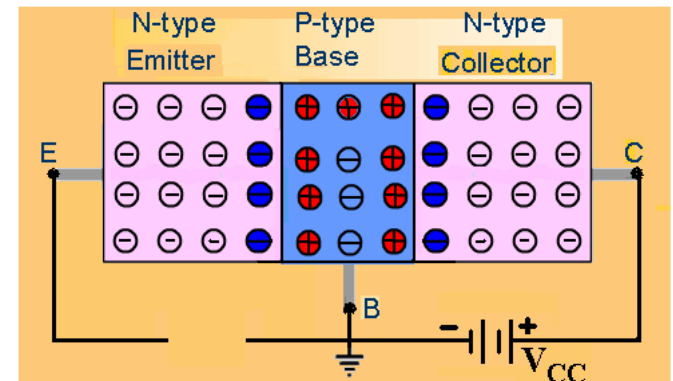 N-type P-type N-type
Emitter Base Collector
E C
B
- +
VCC